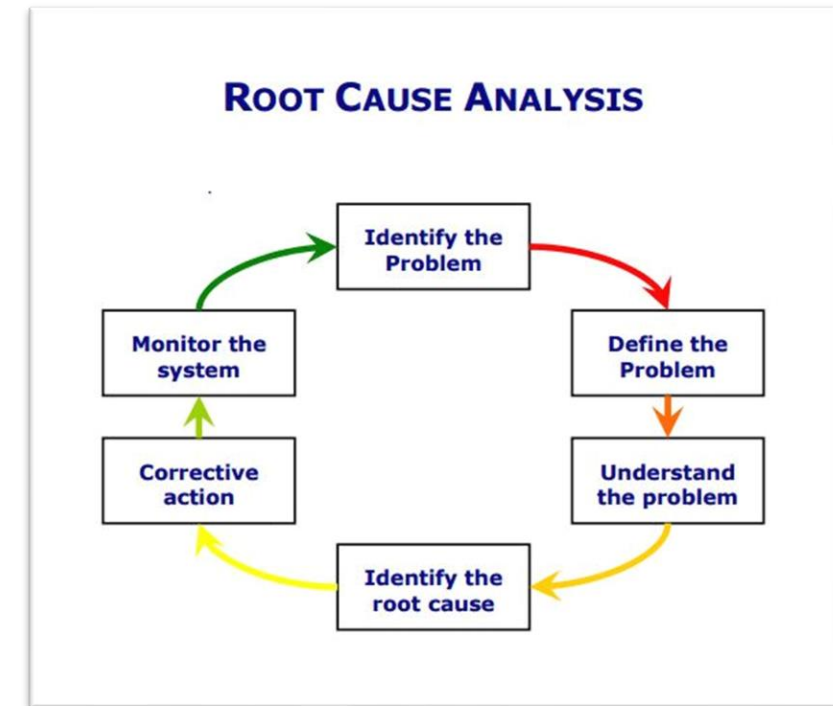 ROOT CAUSE ANALYSIS
Identify the
Problem
Define the
Problem
Understand
the problem
Identify the
root cause
Corrective
action
Monitor the
system